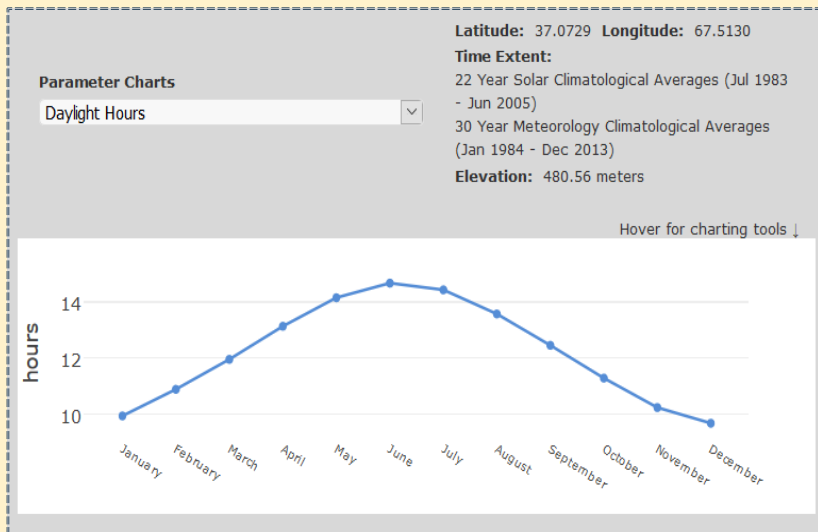 Latitude: 37.0729 Longitude: 67.5130
Time Extent:
22 Year Solar Climatological Averages (Jul 1983
- Jun 2005)
30 Year Meteorology Climatological Averages
(Jan 1984 - Dec 2013)
Elevation: 480.56 meters
Parameter Charts
Daylight Hours
Hover for charting tools ↓
hours
14
12
10
January
February
March
April
May
June
July
August
September
October
November
December